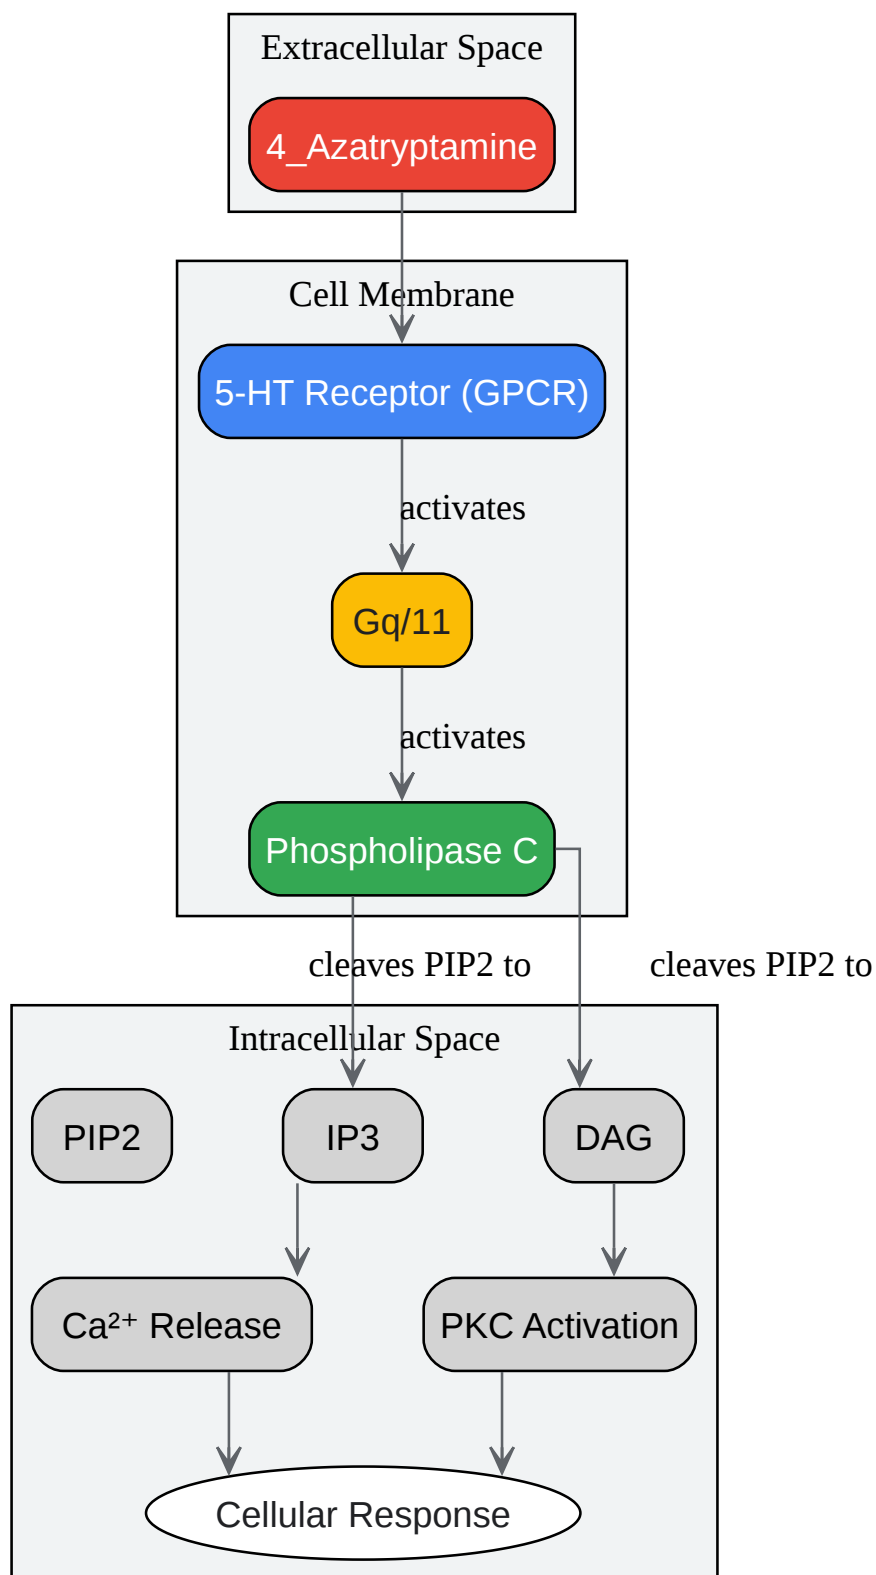 Extracellular Space
4_Azatryptamine
Cell Membrane
5-HT Receptor (GPCR)
activates
Gq/11
activates
Phospholipase C
cleaves PIP2 to
cleaves PIP2 to
Intracellular Space
PIP2
IP3
DAG
Ca²⁺ Release
PKC Activation
Cellular Response